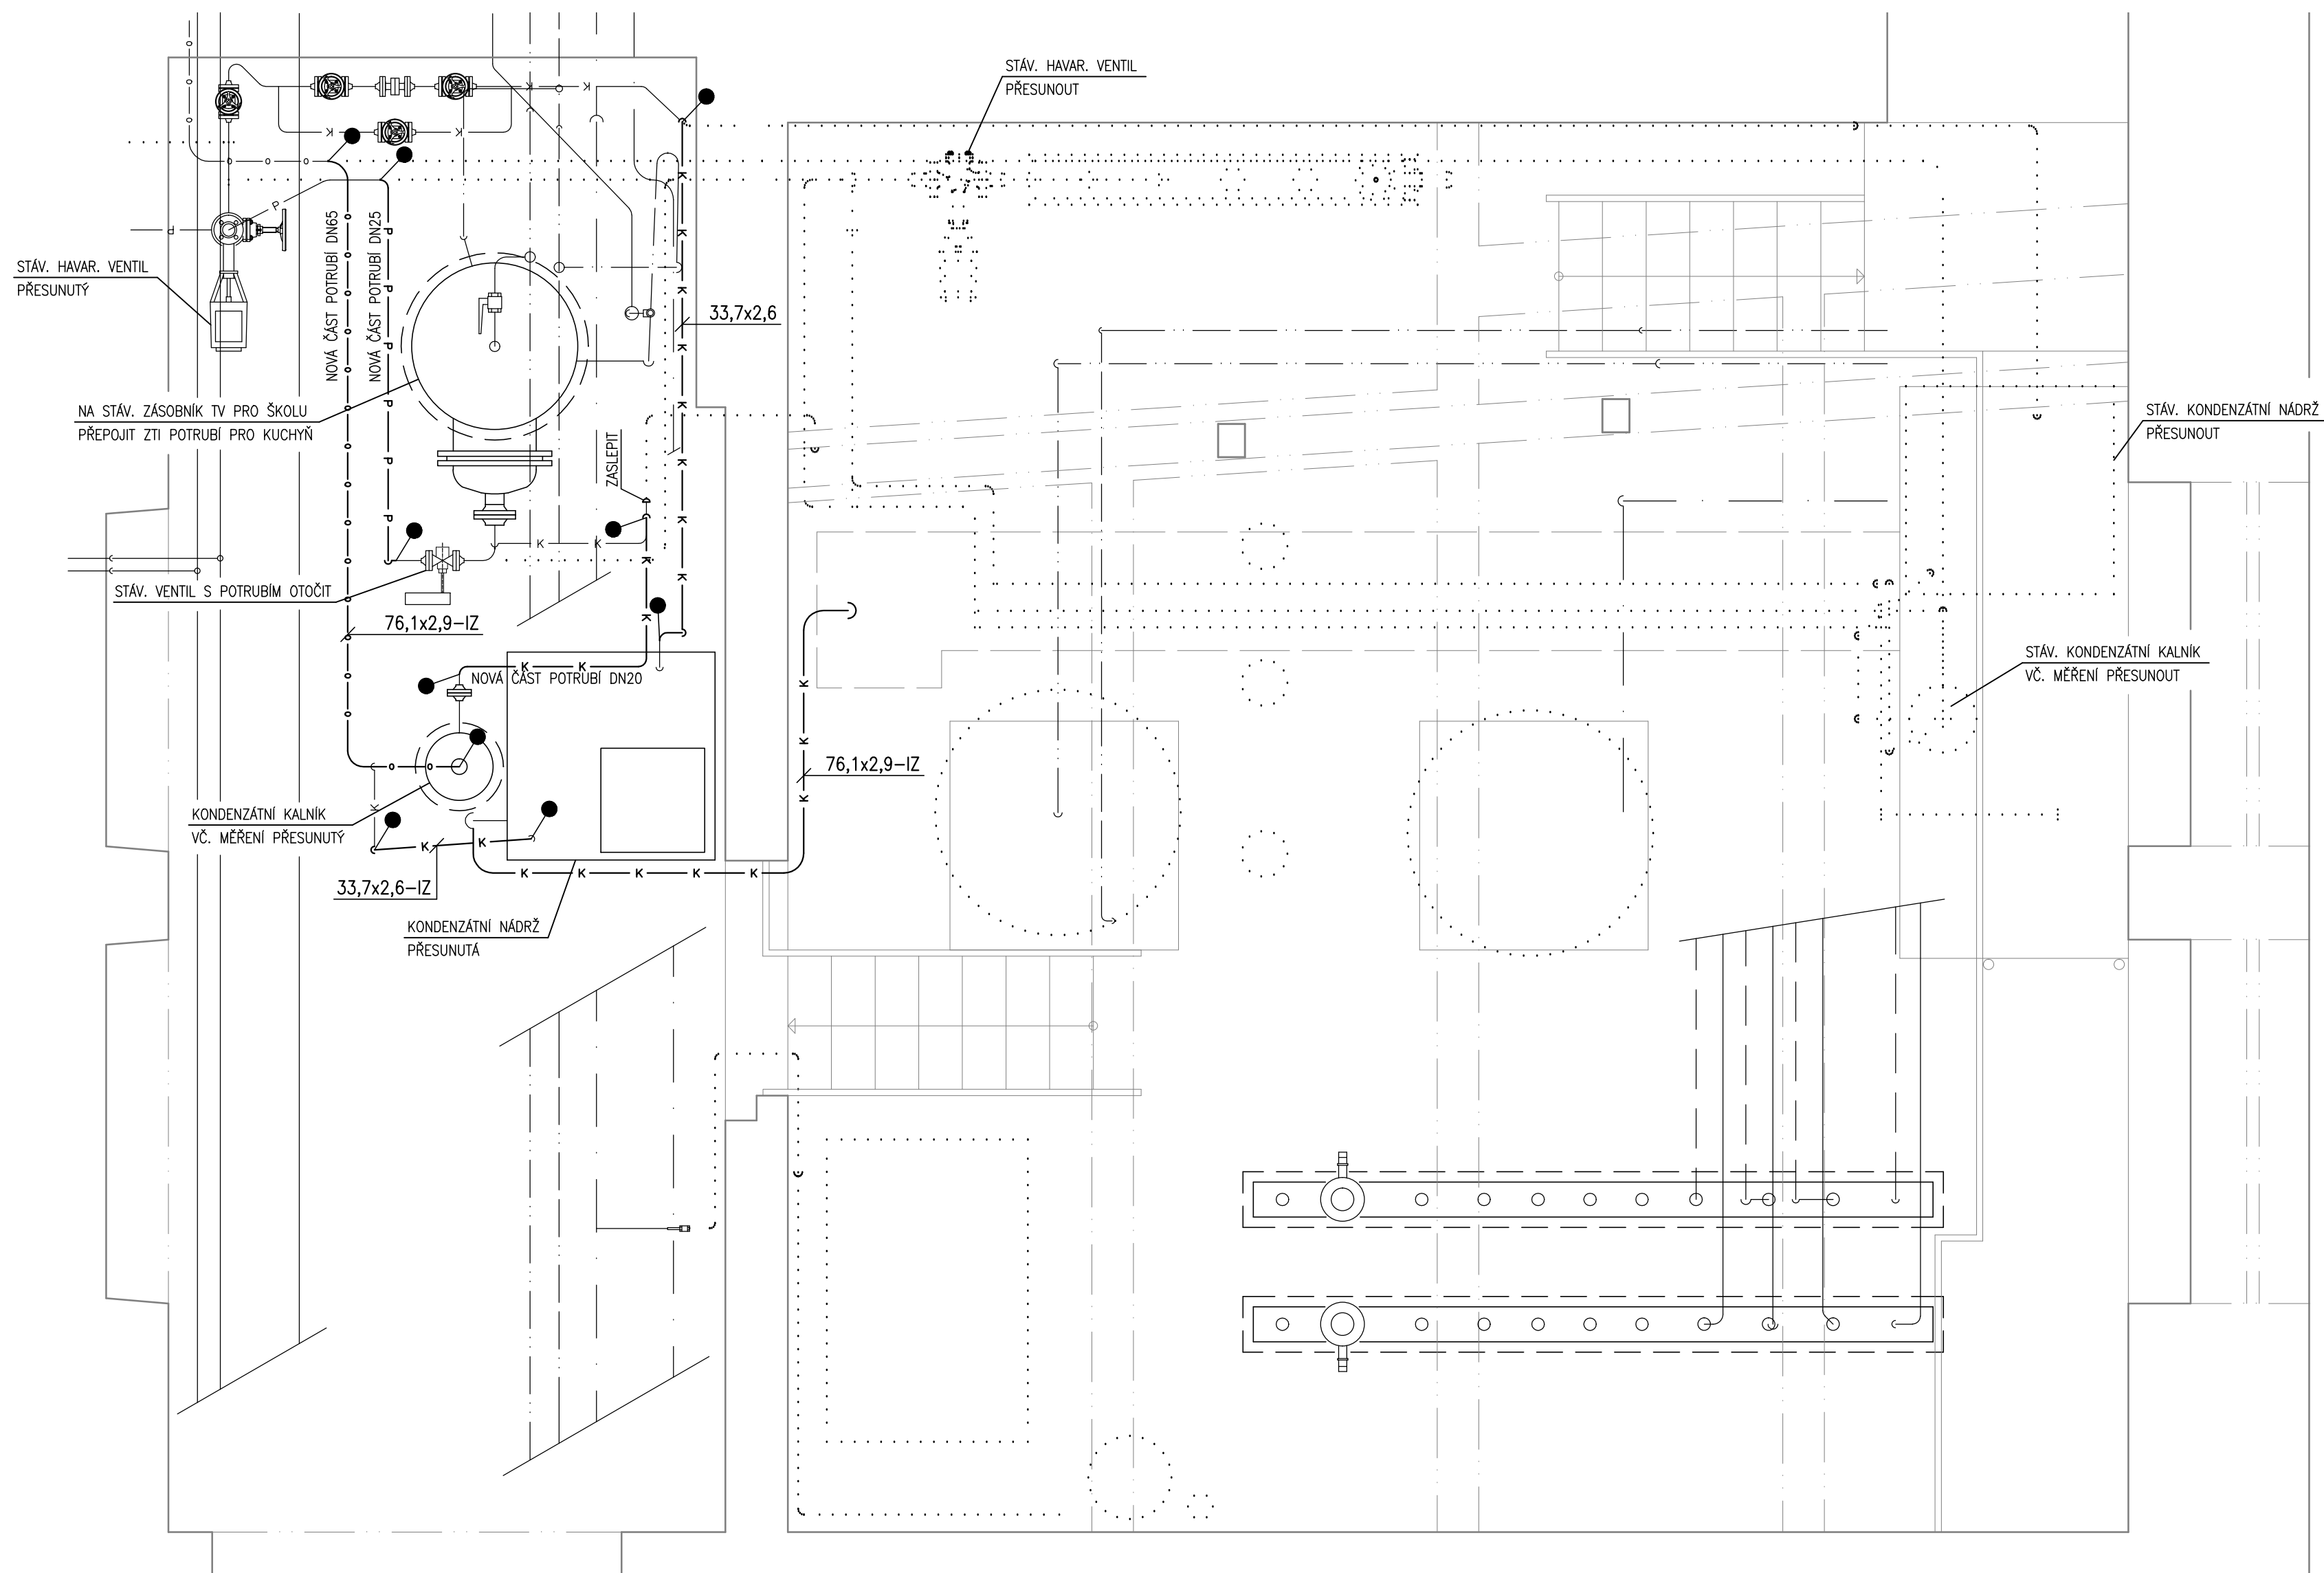 STÁV. HAVAR. VENTIL
PŘESUNOUT
STÁV. HAVAR. VENTIL
PŘESUNUTÝ
NOVÁ ČÁST POTRUBÍ DN65
NOVÁ ČÁST POTRUBÍ DN25
33,7x2,6
NA STÁV. ZÁSOBNÍK TV PRO ŠKOLU
PŘEPOJIT ZTI POTRUBÍ PRO KUCHYŇ
STÁV. KONDENZÁTNÍ NÁDRŽ
PŘESUNOUT
ZASLEPIT
STÁV. VENTIL S POTRUBÍM OTOČIT
76,1x2,9-IZ
STÁV. KONDENZÁTNÍ KALNÍK
VČ. MĚŘENÍ PŘESUNOUT
NOVÁ ČÁST POTRUBÍ DN20
76,1x2,9-IZ
KONDENZÁTNÍ KALNÍK
VČ. MĚŘENÍ PŘESUNUTÝ
33,7x2,6-IZ
KONDENZÁTNÍ NÁDRŽ
PŘESUNUTÁ